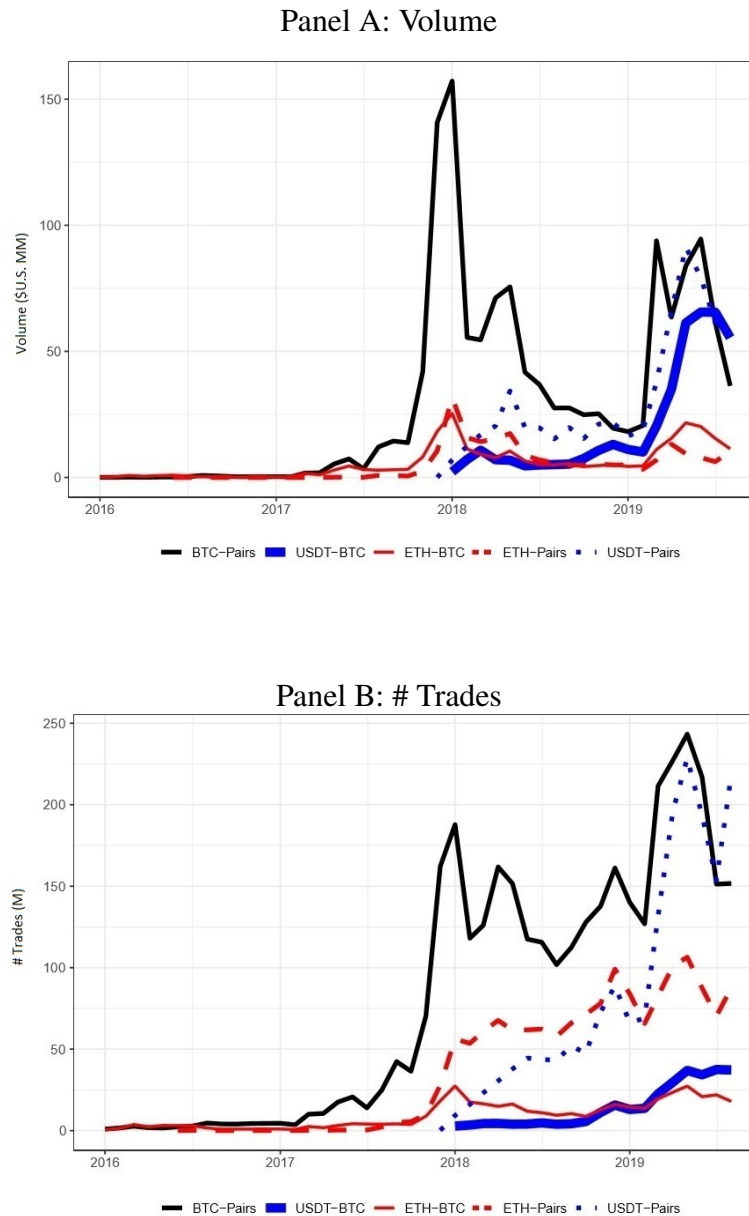 Panel A: Volume
150
100
50
0
Volume ($U.S. MM)
2016 2017 2018 2019
BTC−Pairs USDT−BTC ETH−BTC ETH−Pairs USDT−Pairs
Panel B: # Trades
250
200
150
100
50
0
# Trades (M)
2016 2017 2018 2019
BTC−Pairs USDT−BTC ETH−BTC ETH−Pairs USDT−Pairs